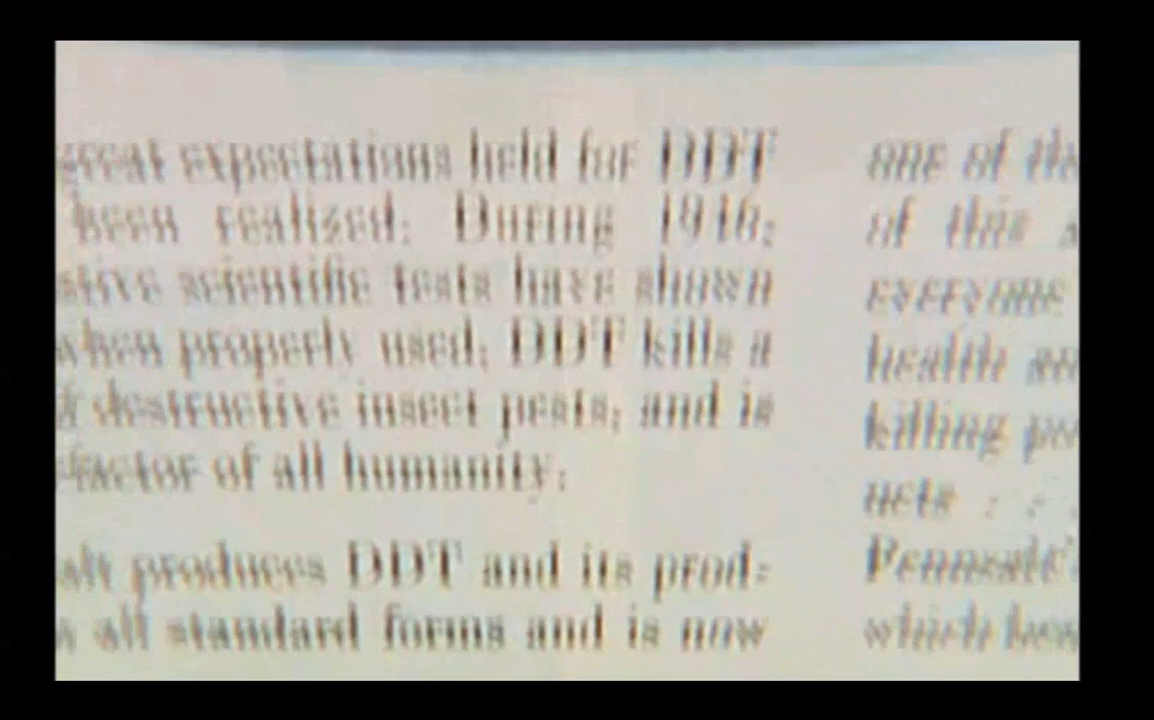 great expectations held for DDT
been realized. During 1946,
scientific tests have shown
when properly used, DDT kills a
destructive insect pests, and is
factor of all humanity.
produces DDT and its prod-
all standard forms and is now
one of the
of this
everyone
health
killing
ucts . . .
Pennsalt's
which